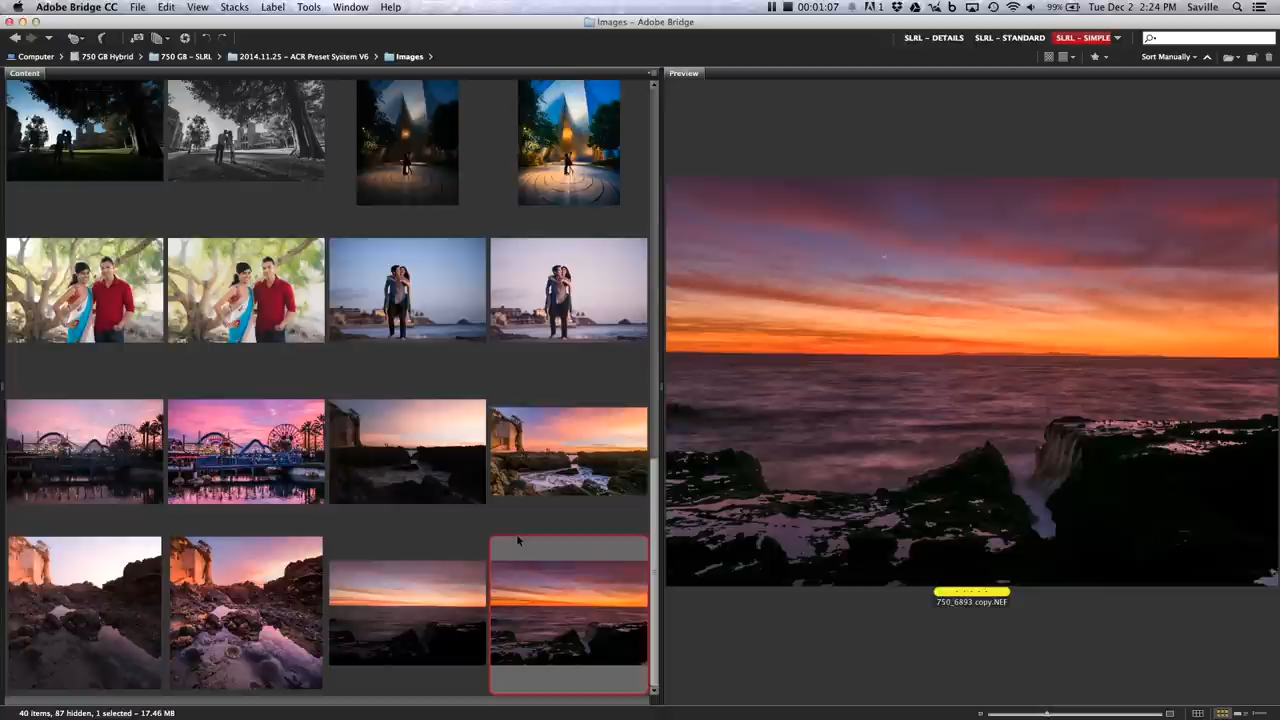 Adobe Bridge CC File Edit View Stacks Label Tools Window Help 00:01:07 1 99% Tue Dec 2 2:24 PM Saville
Images – Adobe Bridge
SLRL – DETAILS SLRL – STANDARD SLRL – SIMPLE
Computer 750 GB Hybrid 750 GB – SLRL 2014.11.25 – ACR Preset System V6 Images Sort Manually
Content Preview
750_6893 copy.NEF
40 items, 87 hidden, 1 selected – 17.46 MB